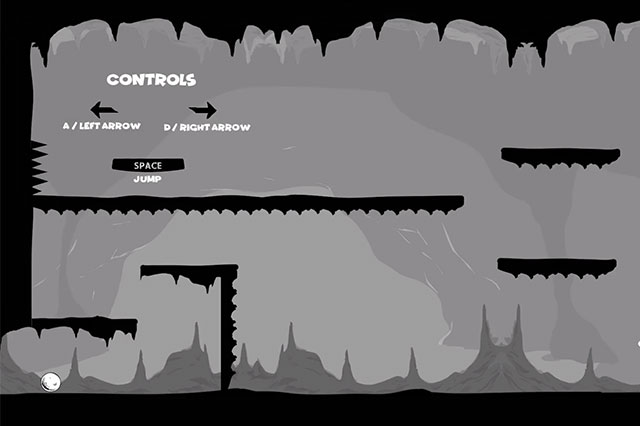 CONTROLS
A / LEFT ARROW
D / RIGHT ARROW
SPACE
JUMP